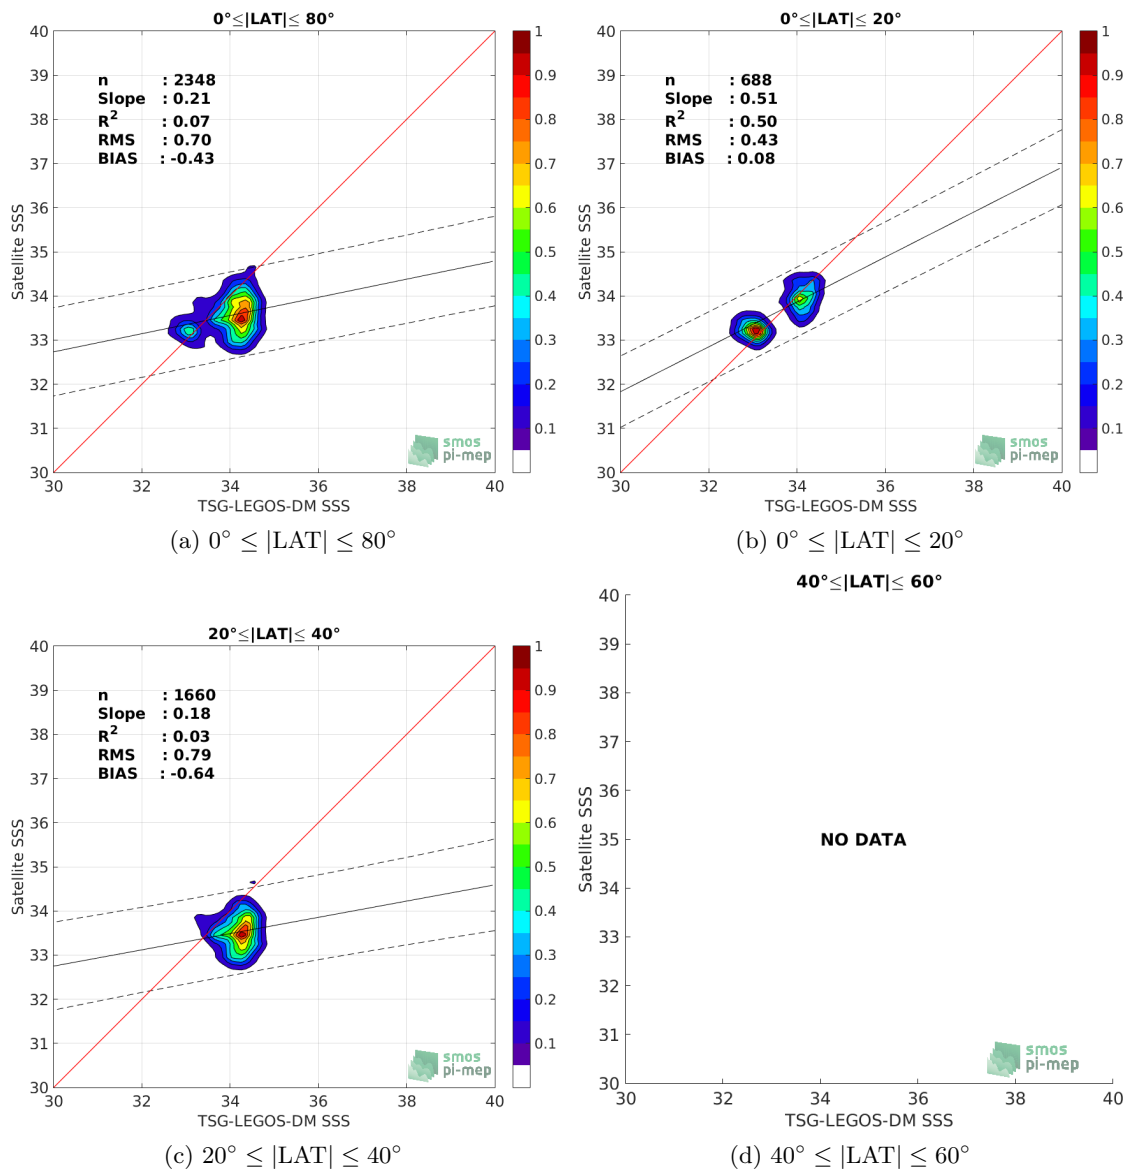 0°≤|LAT|≤ 80°
40
39
38
37
36
35
34
33
32
31
30
Satellite SSS
n : 2348
Slope : 0.21
R2 : 0.07
RMS : 0.70
BIAS : -0.43
smos
pi-mep
30 32 34 36 38 40
TSG-LEGOS-DM SSS
1
0.9
0.8
0.7
0.6
0.5
0.4
0.3
0.2
0.1
(a) 0° ≤ |LAT| ≤ 80°
0°≤|LAT|≤ 20°
40
39
38
37
36
35
34
33
32
31
30
Satellite SSS
n : 688
Slope : 0.51
R2 : 0.50
RMS : 0.43
BIAS : 0.08
smos
pi-mep
30 32 34 36 38 40
TSG-LEGOS-DM SSS
1
0.9
0.8
0.7
0.6
0.5
0.4
0.3
0.2
0.1
(b) 0° ≤ |LAT| ≤ 20°
20°≤|LAT|≤ 40°
40
39
38
37
36
35
34
33
32
31
30
Satellite SSS
n : 1660
Slope : 0.18
R2 : 0.03
RMS : 0.79
BIAS : -0.64
smos
pi-mep
30 32 34 36 38 40
TSG-LEGOS-DM SSS
1
0.9
0.8
0.7
0.6
0.5
0.4
0.3
0.2
0.1
(c) 20° ≤ |LAT| ≤ 40°
40°≤|LAT|≤ 60°
40
39
38
37
36
35
34
33
32
31
30
Satellite SSS
NO DATA
smos
pi-mep
30 32 34 36 38 40
TSG-LEGOS-DM SSS
(d) 40° ≤ |LAT| ≤ 60°